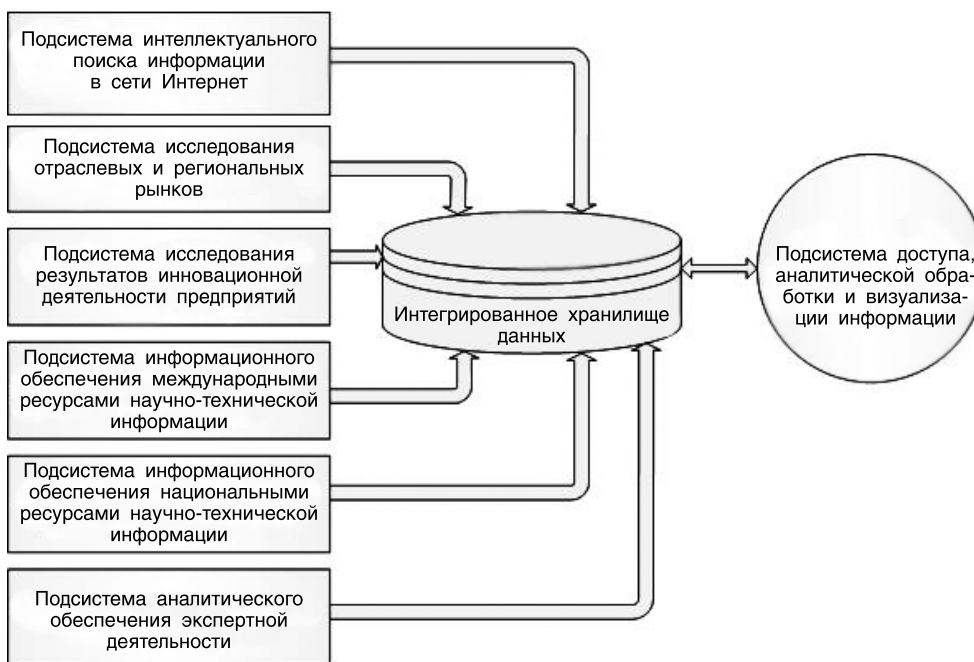 Подсистема интеллектуального
поиска информации
в сети Интернет
Подсистема исследования
отраслевых и региональных
рынков
Подсистема исследования
результатов инновационной
деятельности предприятий
Подсистема информационного
обеспечения международными
ресурсами научно-технической
информации
Подсистема информационного
обеспечения национальными
ресурсами научно-технической
информации
Подсистема аналитического
обеспечения экспертной
деятельности
Интегрированное хранилище
данных
Подсистема доступа,
аналитической обра-
ботки и визуализа-
ции информации